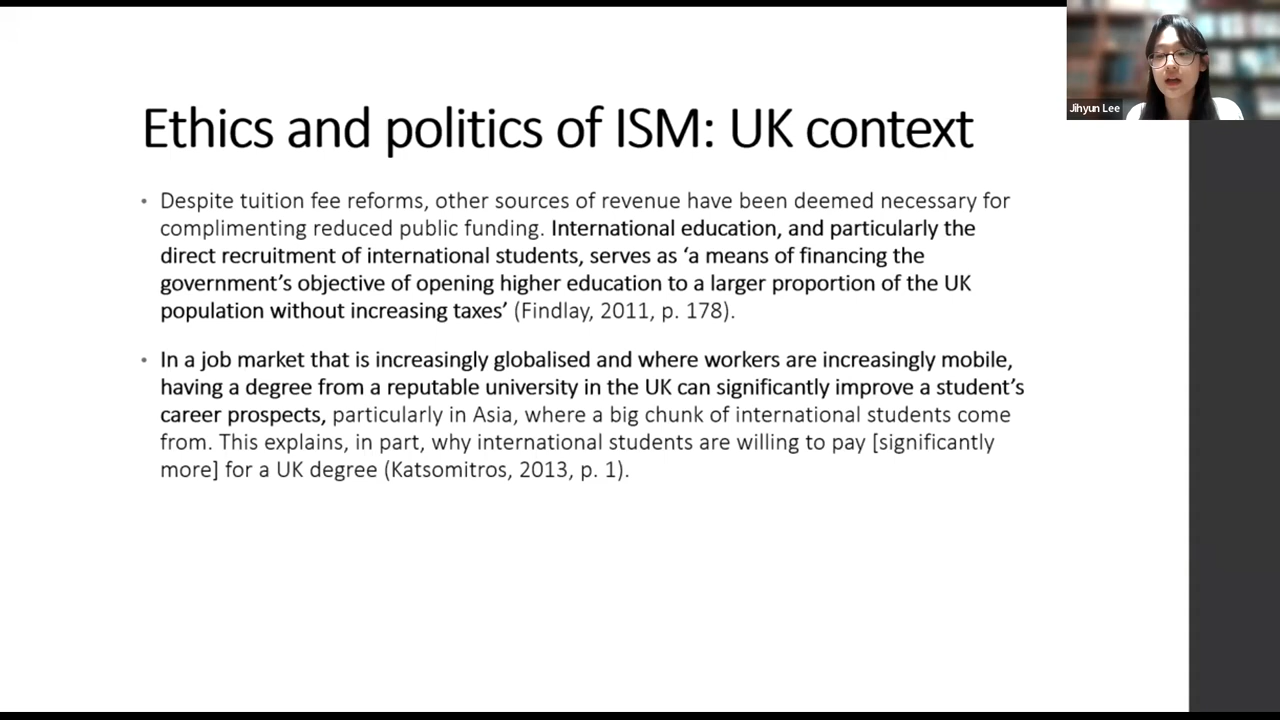 Ethics and politics of ISM: UK context
• Despite tuition fee reforms, other sources of revenue have been deemed necessary for
complimenting reduced public funding. International education, and particularly the
direct recruitment of international students, serves as ‘a means of financing the
government’s objective of opening higher education to a larger proportion of the UK
population without increasing taxes’ (Findlay, 2011, p. 178).
• In a job market that is increasingly globalised and where workers are increasingly mobile,
having a degree from a reputable university in the UK can significantly improve a student’s
career prospects, particularly in Asia, where a big chunk of international students come
from. This explains, in part, why international students are willing to pay [significantly
more] for a UK degree (Katsomitros, 2013, p. 1).
Jihyun Lee